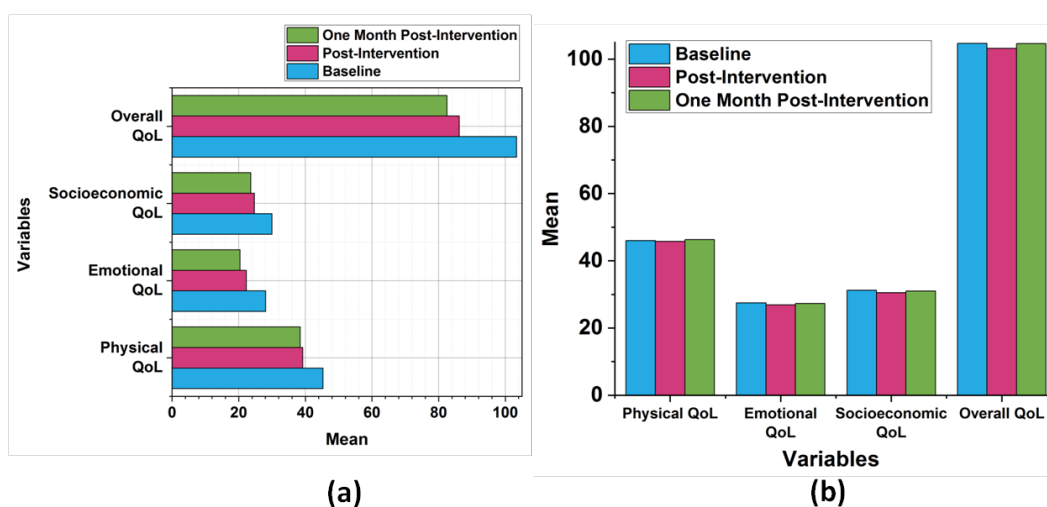 One Month Post-Intervention
Post-Intervention
Baseline
Overall
QoL
Socioeconomic
QoL
Emotional
QoL
Physical
QoL
Variables
0 20 40 60 80 100
Mean
(a)
Baseline
Post-Intervention
One Month Post-Intervention
100
80
60
40
20
0
Mean
Physical QoL Emotional Socioeconomic Overall QoL
QoL QoL
Variables
(b)